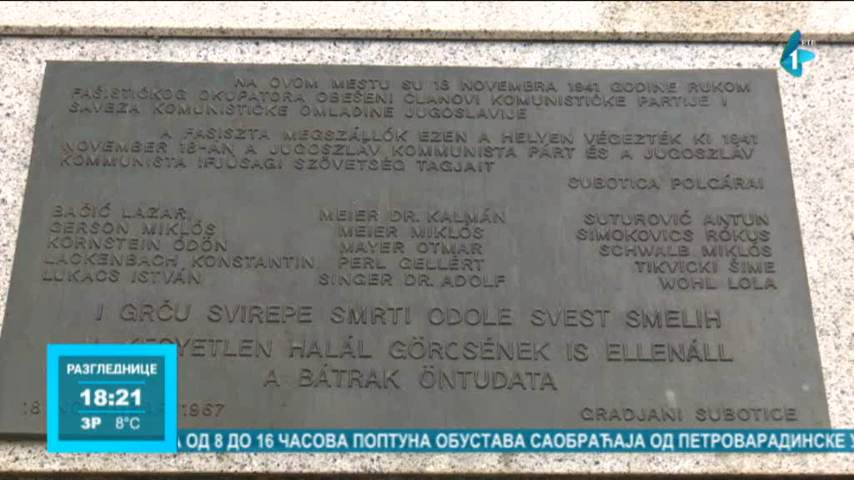 NA OVOM MESTU SU 18 NOVEMBRA 1941 GODINE RUKOM
FAŠISTIČKOG OKUPATORA OBEŠENI ČLANOVI KOMUNISTIČKE PARTIJE I
SAVEZA KOMUNISTIČKE OMLADINE JUGOSLAVIJE
A FASISZTA MEGSZÁLLÓK EZEN A HELYEN VÉGEZTÉK KI 1941
NOVEMBER 18-ÁN A JUGOSZLÁV KOMMUNISTA PÁRT ÉS A JUGOSZLÁV
KOMMUNISTA IFJÚSÁGI SZÖVETSÉG TAGJAIT
SUBOTICA POLGÁRAI
BAČIĆ LAZAR
GERSON MIKLÓS
KORNSTEIN ÖDÖN
LACKENBACH KONSTANTIN
LUKACS ISTVÁN
MEIER DR. KALMÁN
MEIER MIKLÓS
MAYER OTMAR
PERL GELLÉRT
SINGER DR. ADOLF
SUTUROVIĆ ANTUN
SIMOKOVICS RÓKUS
SCHWALB MIKLÓS
TIKVICKI ŠIME
WOHL LOLA
I GRČU SVIREPE SMRTI ODOLE SVEST SMELIH
KEGYETLEN HALÁL GÖRCSÉNEK IS ELLENÁLL
A BÁTRAK ÖNTUDATA
18 1967
GRADJANI SUBOTICE
РТС
1
РАЗГЛЕДНИЦЕ
18:21
ЗР 8°C
А ОД 8 ДО 16 ЧАСОВА ПОТПУНА ОБУСТАВА САОБРАЋАЈА ОД ПЕТРОВАРАДИНСКЕ У